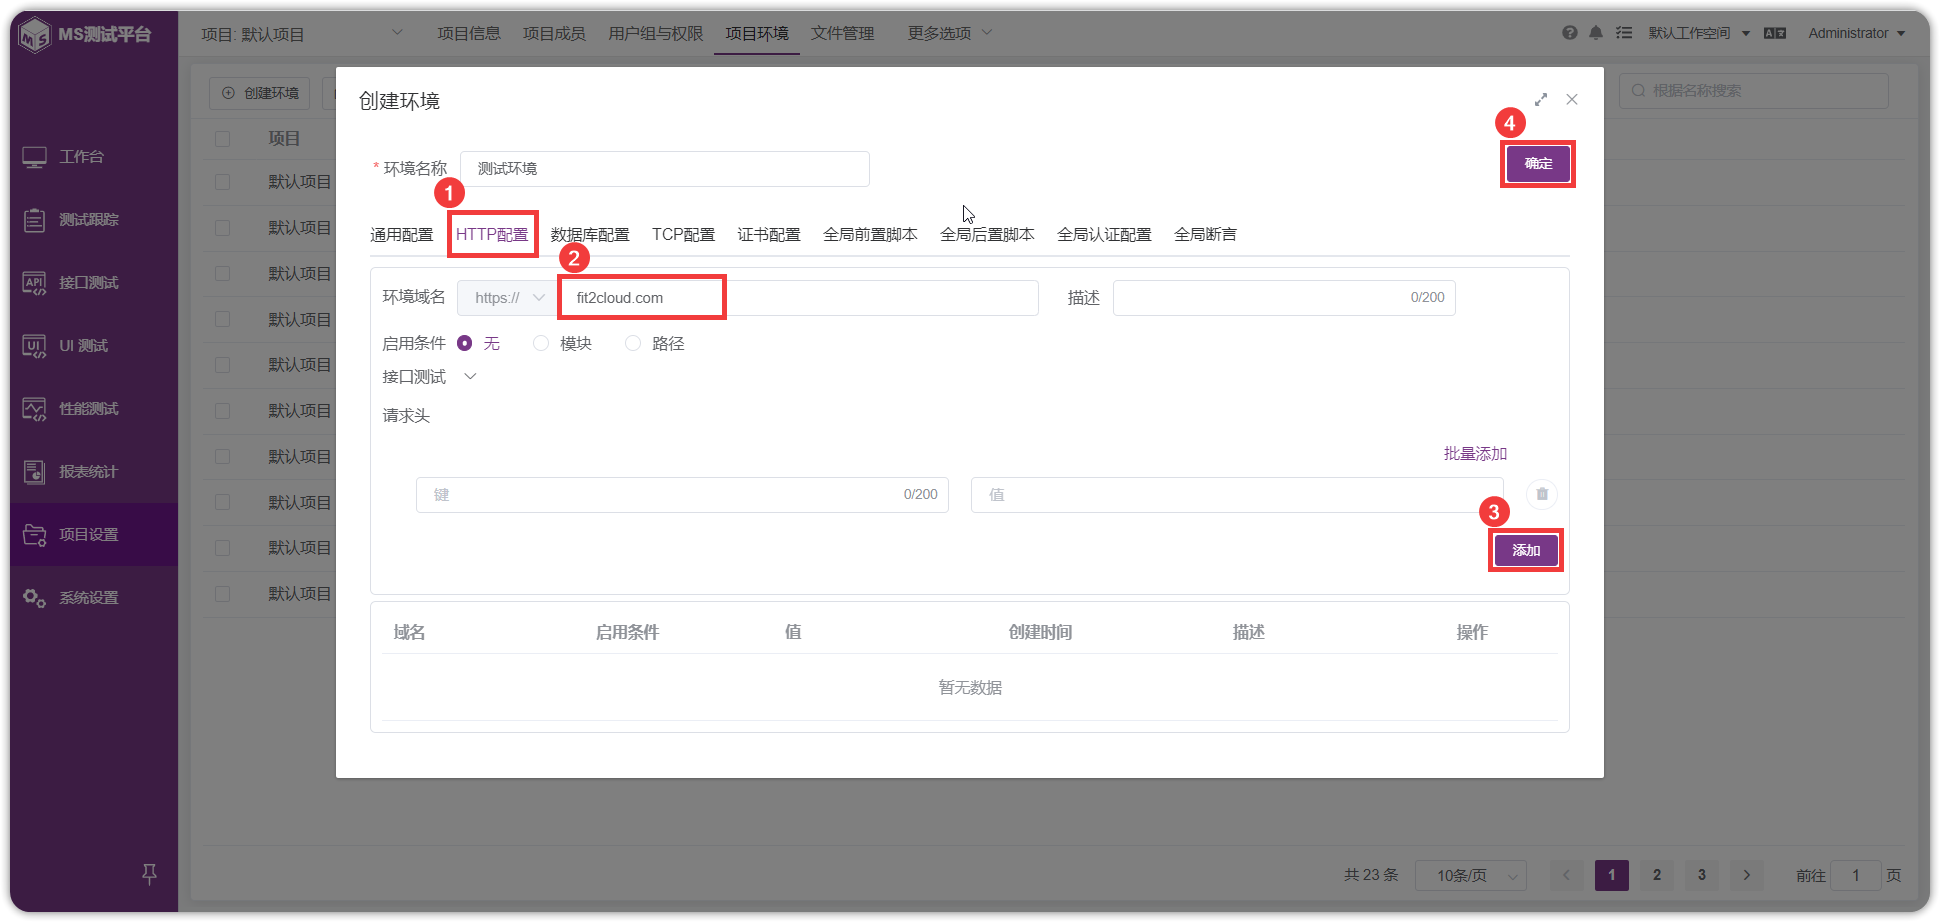 MS测试平台
项目: 默认项目
项目信息
项目成员
用户组与权限
项目环境
文件管理
更多选项
默认工作空间
Administrator
工作台
测试跟踪
接口测试
UI 测试
性能测试
报表统计
项目设置
系统设置
创建环境
根据名称搜索
项目
默认项目
默认项目
默认项目
默认项目
默认项目
默认项目
默认项目
默认项目
默认项目
默认项目
创建环境
4
* 环境名称
测试环境
确定
1
通用配置
HTTP配置
数据库配置
TCP配置
证书配置
全局前置脚本
全局后置脚本
全局认证配置
全局断言
2
环境域名
https://
fit2cloud.com
描述
0/200
启用条件
无
模块
路径
接口测试
请求头
批量添加
键
0/200
值
3
添加
域名
启用条件
值
创建时间
描述
操作
暂无数据
共 23 条
10条/页
1
2
3
前往
1
页